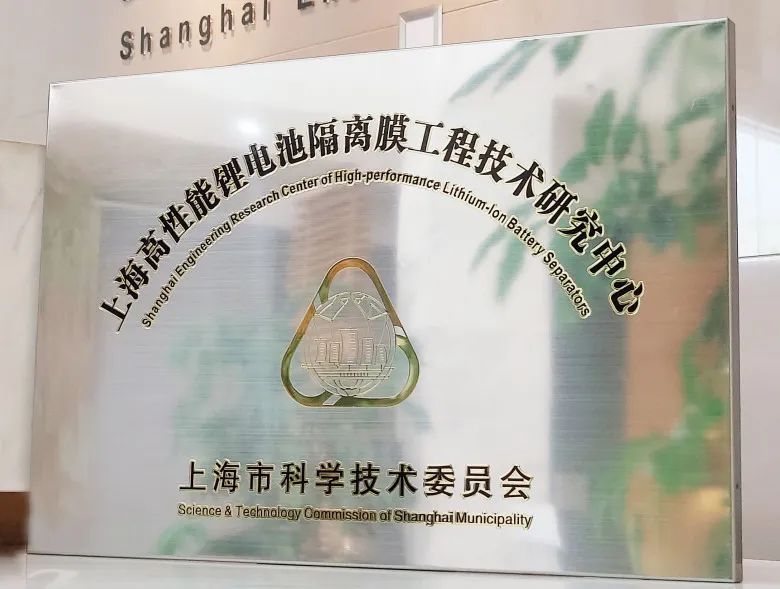 Shanghai
上海高性能锂电池隔离膜工程技术研究中心
Shanghai Engineering Research Center of High-performance Lithium-Ion Battery Separators
上海市科学技术委员会
Science & Technology Commission of Shanghai Municipality